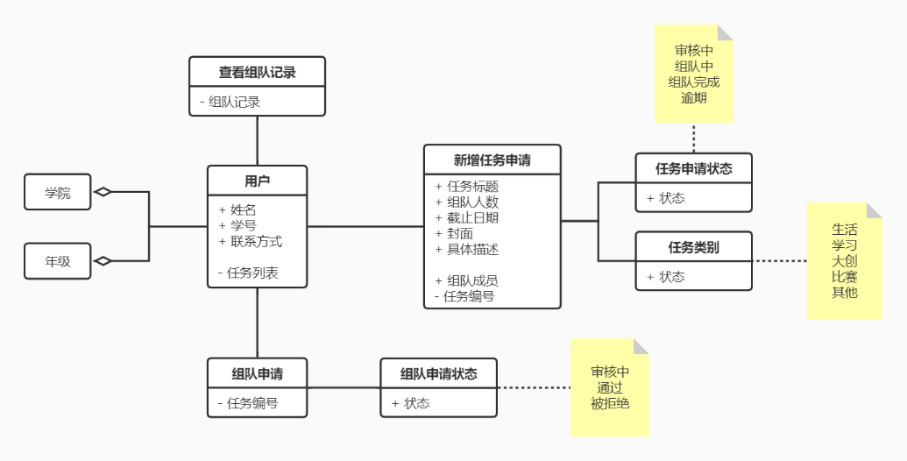 查看组队记录
- 组队记录
学院
年级
用户
+ 姓名
+ 学号
+ 联系方式
- 任务列表
组队申请
- 任务编号
组队申请状态
+ 状态
审核中
通过
被拒绝
新增任务申请
+ 任务标题
+ 组队人数
+ 截止日期
+ 封面
+ 具体描述
+ 组队成员
- 任务编号
审核中
组队中
组队完成
逾期
任务申请状态
+ 状态
任务类别
+ 状态
生活
学习
大创
比赛
其他